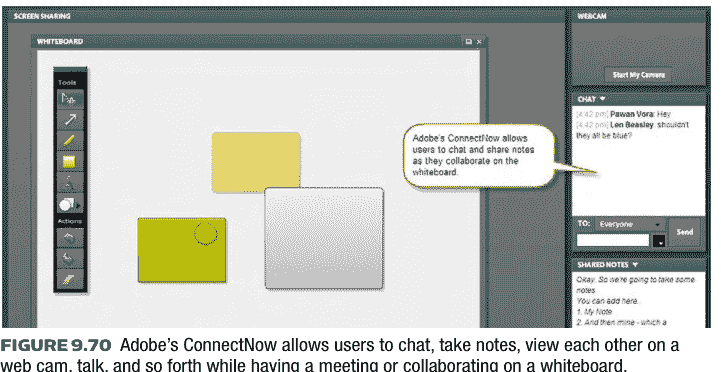 SCREEN SHARING
WEBCAM
WHITEBOARD
Start My Camera
Tools
CHAT
[4:42 pm] Pawan Vora: Hey
[4:42 pm] Len Beasley: shouldn't
they all be blue?
Adobe's ConnectNow allows
users to chat and share notes
as they collaborate on the
whiteboard.
Actions
TO: Everyone
Send
SHARED NOTES
Okay. So we're going to take some
notes.
You can add here..
1. My Note
2. And then mine - which a
FIGURE 9.70 Adobe's ConnectNow allows users to chat, take notes, view each other on a
web cam, talk, and so forth while having a meeting or collaborating on a whiteboard.